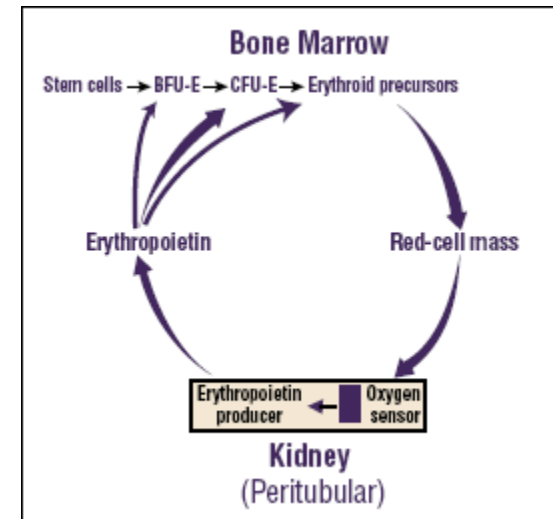 Bone Marrow
Stem cells → BFU-E → CFU-E → Erythroid precursors
Erythropoietin
Red-cell mass
Erythropoietin producer
Oxygen sensor
Kidney
(Peritubular)